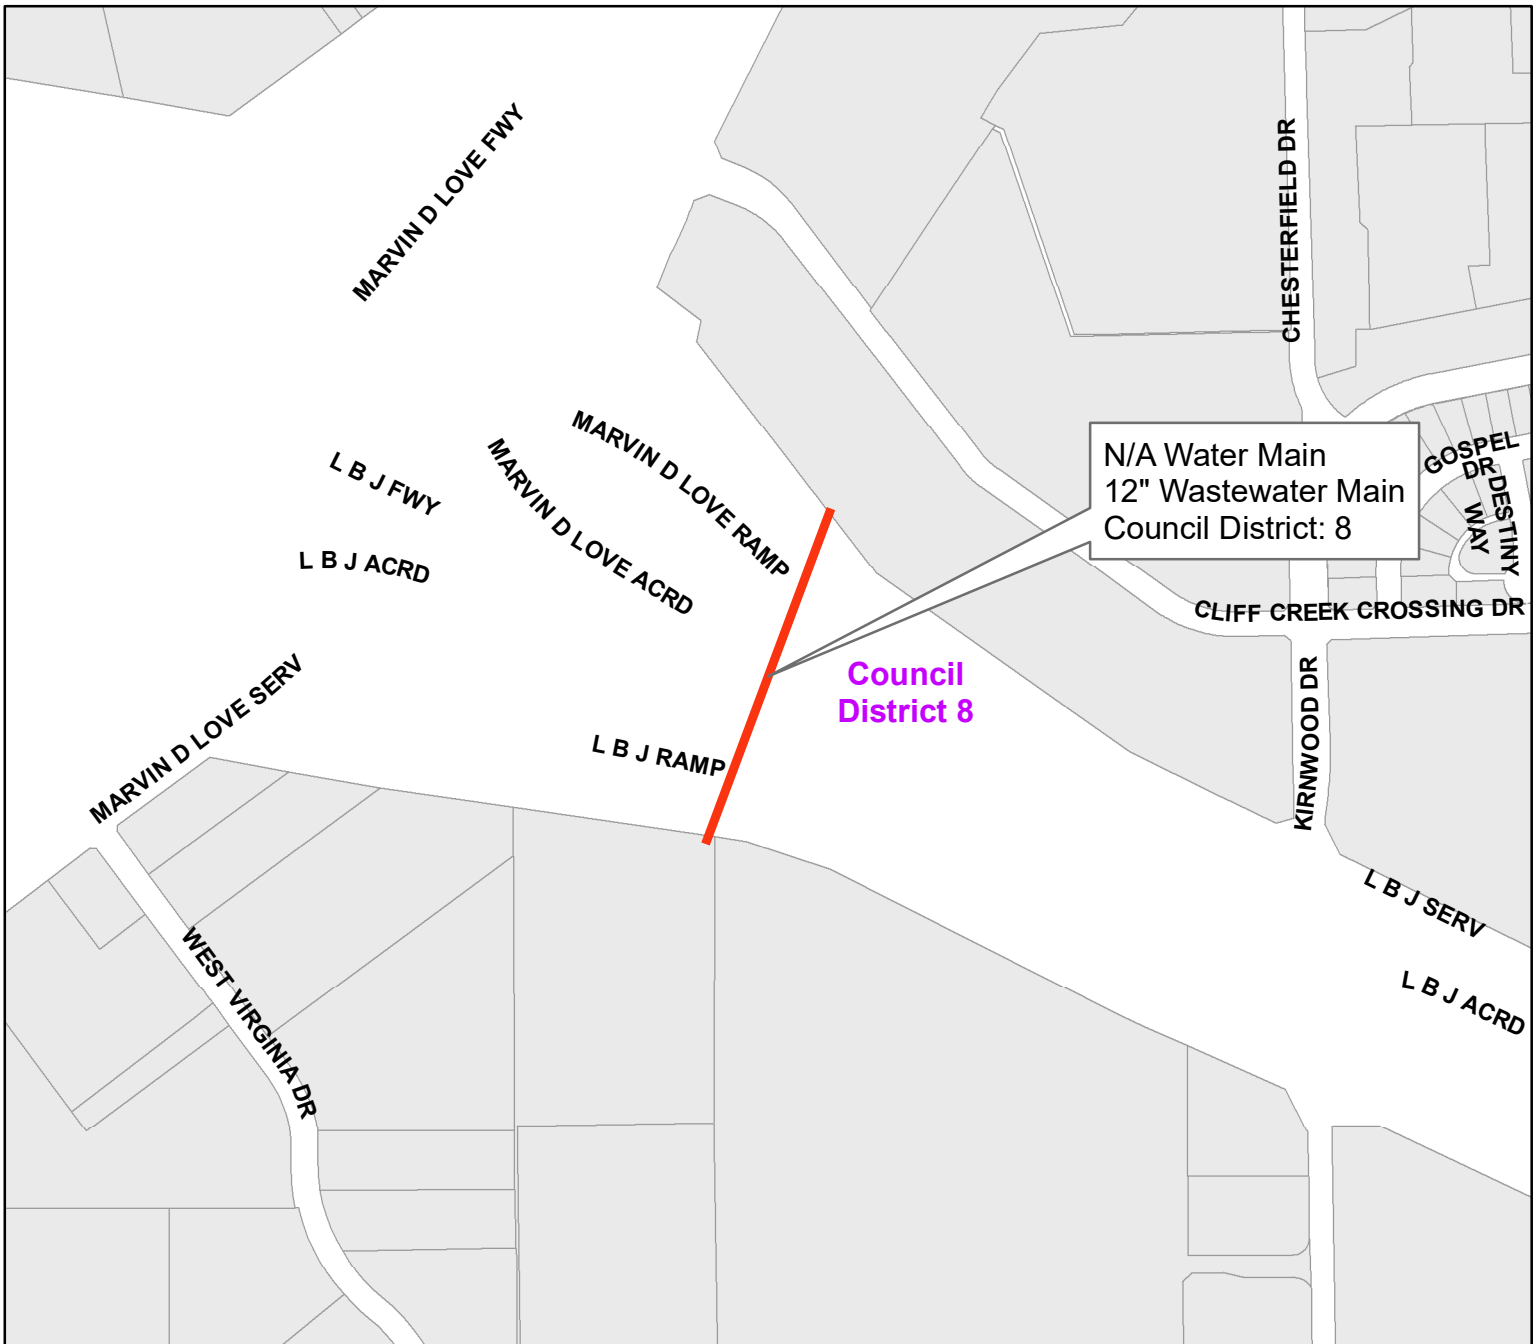 MARVIN D LOVE FWY
CHESTERFIELD DR
MARVIN D LOVE RAMP
MARVIN D LOVE ACRD
L B J FWY
L B J ACRD
N/A Water Main
12" Wastewater Main
Council District: 8
GOSPEL
DR
DESTINY
WAY
CLIFF CREEK CROSSING DR
Council
District 8
KIRNWOOD DR
MARVIN D LOVE SERV
L B J RAMP
L B J SERV
L B J ACRD
WEST VIRGINIA DR